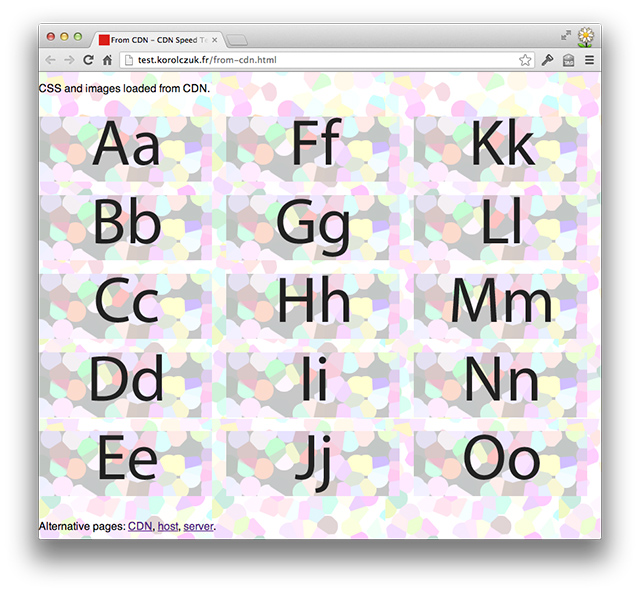 From CDN – CDN Speed Te
test.korolczuk.fr/from-cdn.html
CSS and images loaded from CDN.
Aa Ff Kk
Bb Gg Ll
Cc Hh Mm
Dd Ii Nn
Ee Jj Oo
Alternative pages: CDN, host, server.